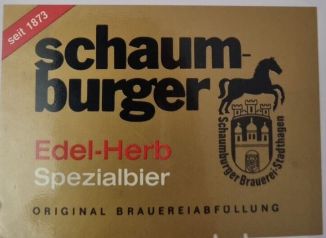 seit 1873
schaum-
burger
Edel-Herb
Spezialbier
Schaumburger Brauerei-Stadthagen
ORIGINAL BRAUEREIABFÜLLUNG